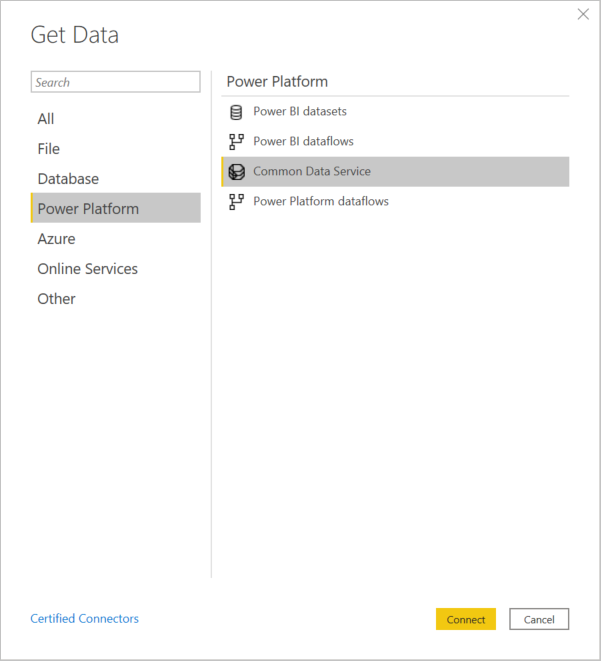 Get Data
Search
All
File
Database
Power Platform
Azure
Online Services
Other
Power Platform
Power BI datasets
Power BI dataflows
Common Data Service
Power Platform dataflows
Certified Connectors
Connect
Cancel